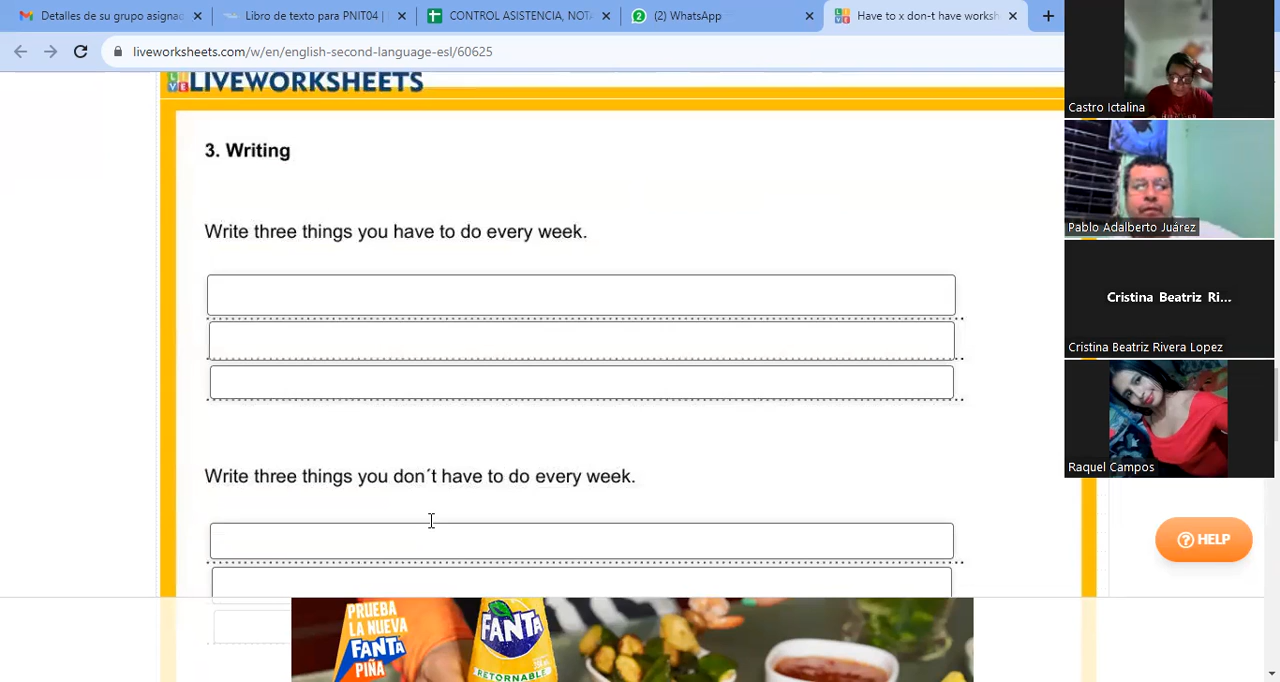 Detalles de su grupo asignac
Libro de texto para PNIT04 |
CONTROL ASISTENCIA, NOTA
(2) WhatsApp
Have to x don-t have worksh
liveworksheets.com/w/en/english-second-language-esl/60625
LIVEWORKSHEETS
3. Writing
Write three things you have to do every week.
Write three things you don´t have to do every week.
Castro Ictalina
Pablo Adalberto Juárez
Cristina Beatriz Ri...
Cristina Beatriz Rivera Lopez
Raquel Campos
HELP
PRUEBA
LA NUEVA
FANTA
PIÑA
FANTA
RETORNABLE